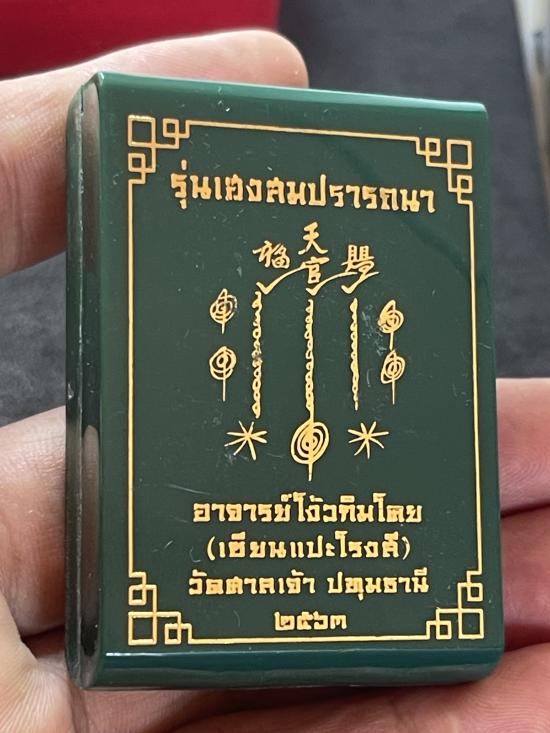 รุ่นเฮงสมปรารถนา
天
福 官 賜
อาจารย์โง้วกิมโคย
(เซียนแปะโรงสี)
วัดศาลเจ้า ปทุมธานี
๒๕๖๓